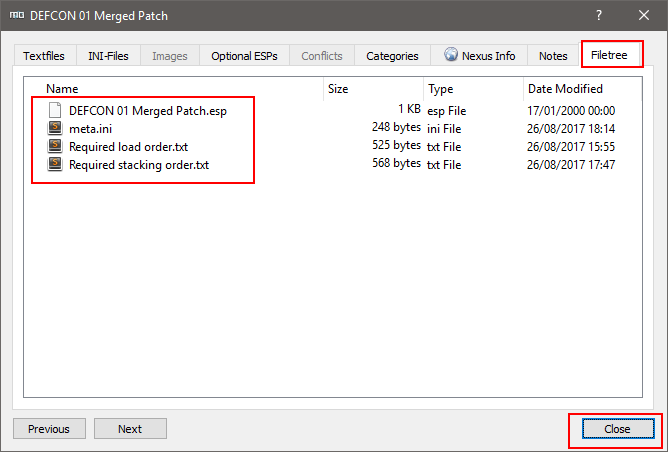 DEFCON 01 Merged Patch
Textfiles INI-Files Images Optional ESPs Conflicts Categories Nexus Info Notes Filetree
Name Size Type Date Modified
DEFCON 01 Merged Patch.esp 1 KB esp File 17/01/2000 00:00
meta.ini 248 bytes ini File 26/08/2017 18:14
Required load order.txt 525 bytes txt File 26/08/2017 15:55
Required stacking order.txt 568 bytes txt File 26/08/2017 17:47
Previous Next Close